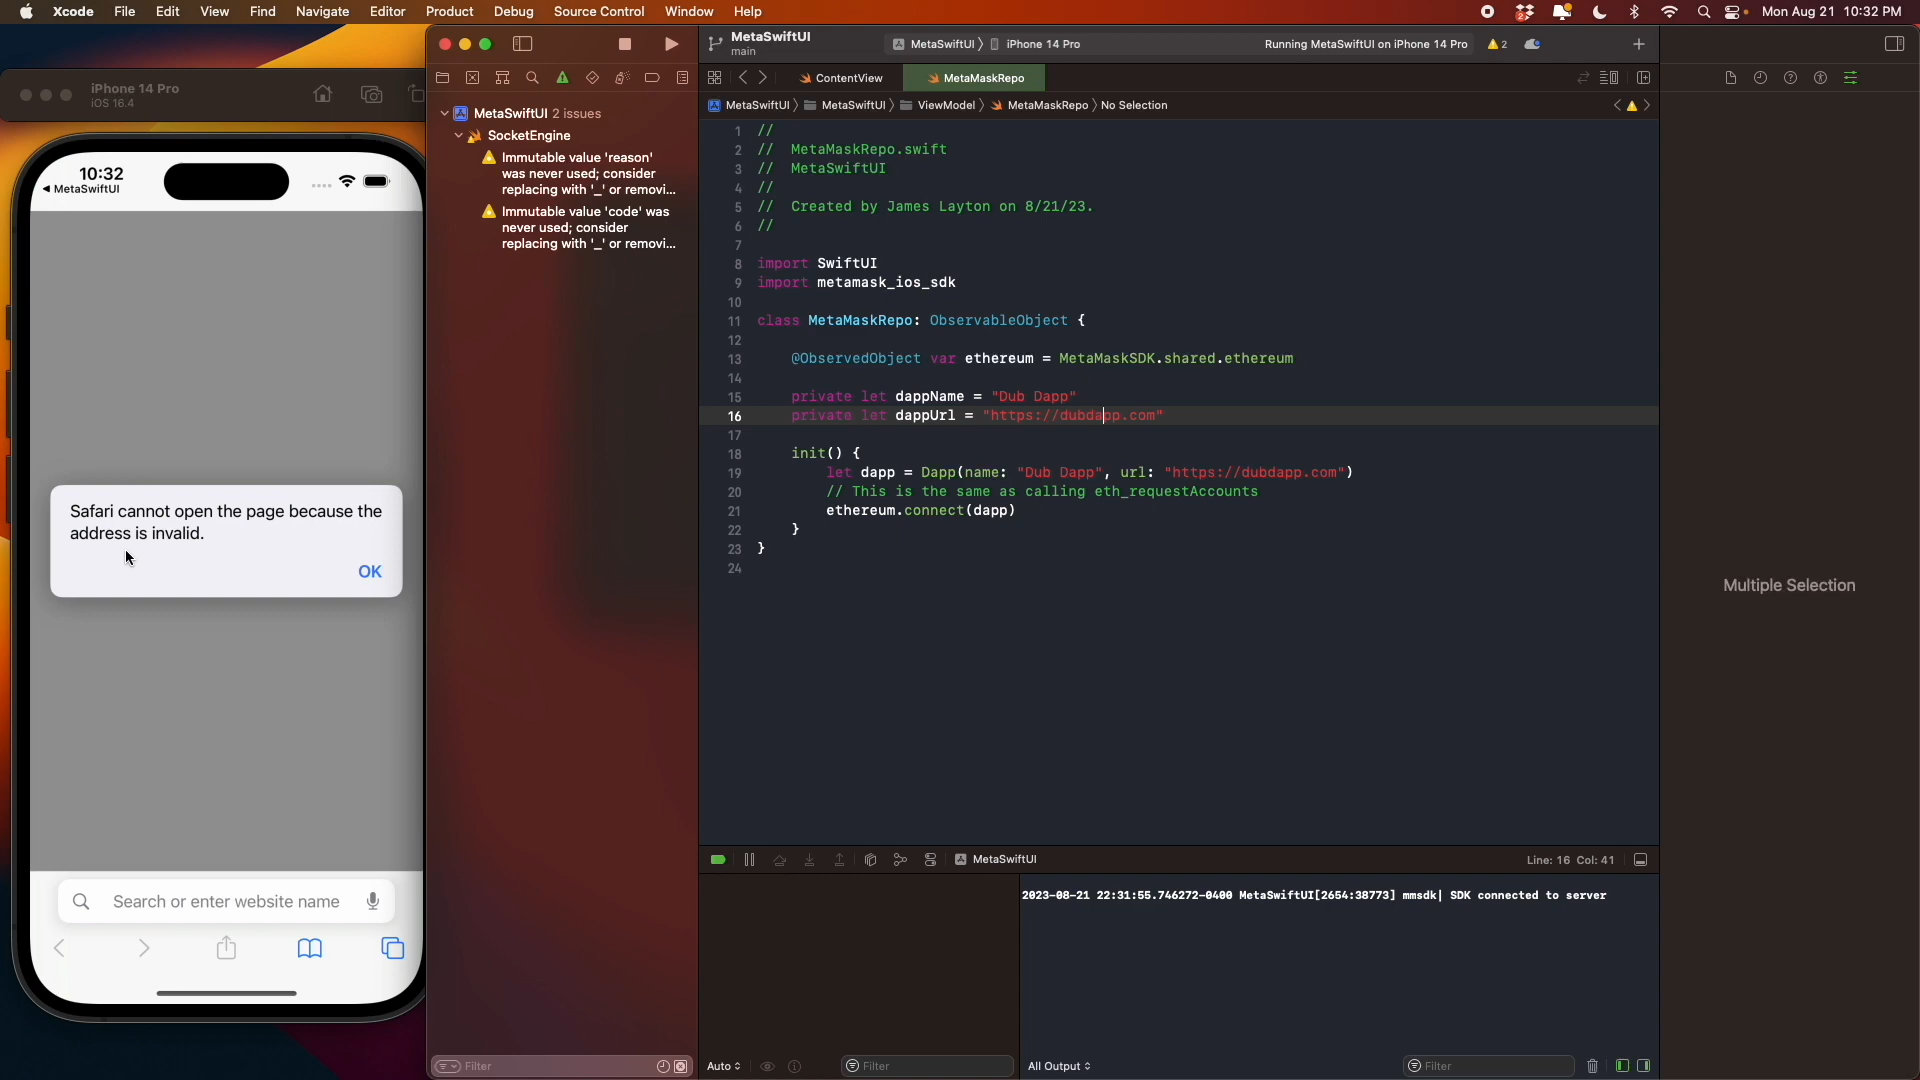 Xcode File Edit View Find Navigate Editor Product Debug Source Control Window Help
2
Mon Aug 21 10:32 PM
iPhone 14 Pro
iOS 16.4
10:32
MetaSwiftUI
Safari cannot open the page because the
address is invalid.
OK
Search or enter website name
MetaSwiftUI 2 issues
SocketEngine
Immutable value 'reason'
was never used; consider
replacing with '_' or removi...
Immutable value 'code' was
never used; consider
replacing with '_' or removi...
Filter
MetaSwiftUI
main
MetaSwiftUI iPhone 14 Pro
Running MetaSwiftUI on iPhone 14 Pro
2
ContentView
MetaMaskRepo
MetaSwiftUI MetaSwiftUI ViewModel MetaMaskRepo No Selection
1 //
2 // MetaMaskRepo.swift
3 // MetaSwiftUI
4 //
5 // Created by James Layton on 8/21/23.
6 //
7
8 import SwiftUI
9 import metamask_ios_sdk
10
11 class MetaMaskRepo: ObservableObject {
12
13 @ObservedObject var ethereum = MetaMaskSDK.shared.ethereum
14
15 private let dappName = "Dub Dapp"
16 private let dappUrl = "https://dubdapp.com"
17
18 init() {
19 let dapp = Dapp(name: "Dub Dapp", url: "https://dubdapp.com")
20 // This is the same as calling eth_requestAccounts
21 ethereum.connect(dapp)
22 }
23 }
24
MetaSwiftUI
Line: 16 Col: 41
2023-08-21 22:31:55.746272-0400 MetaSwiftUI[2654:38773] mmsdk| SDK connected to server
Auto
Filter
All Output
Filter
Multiple Selection